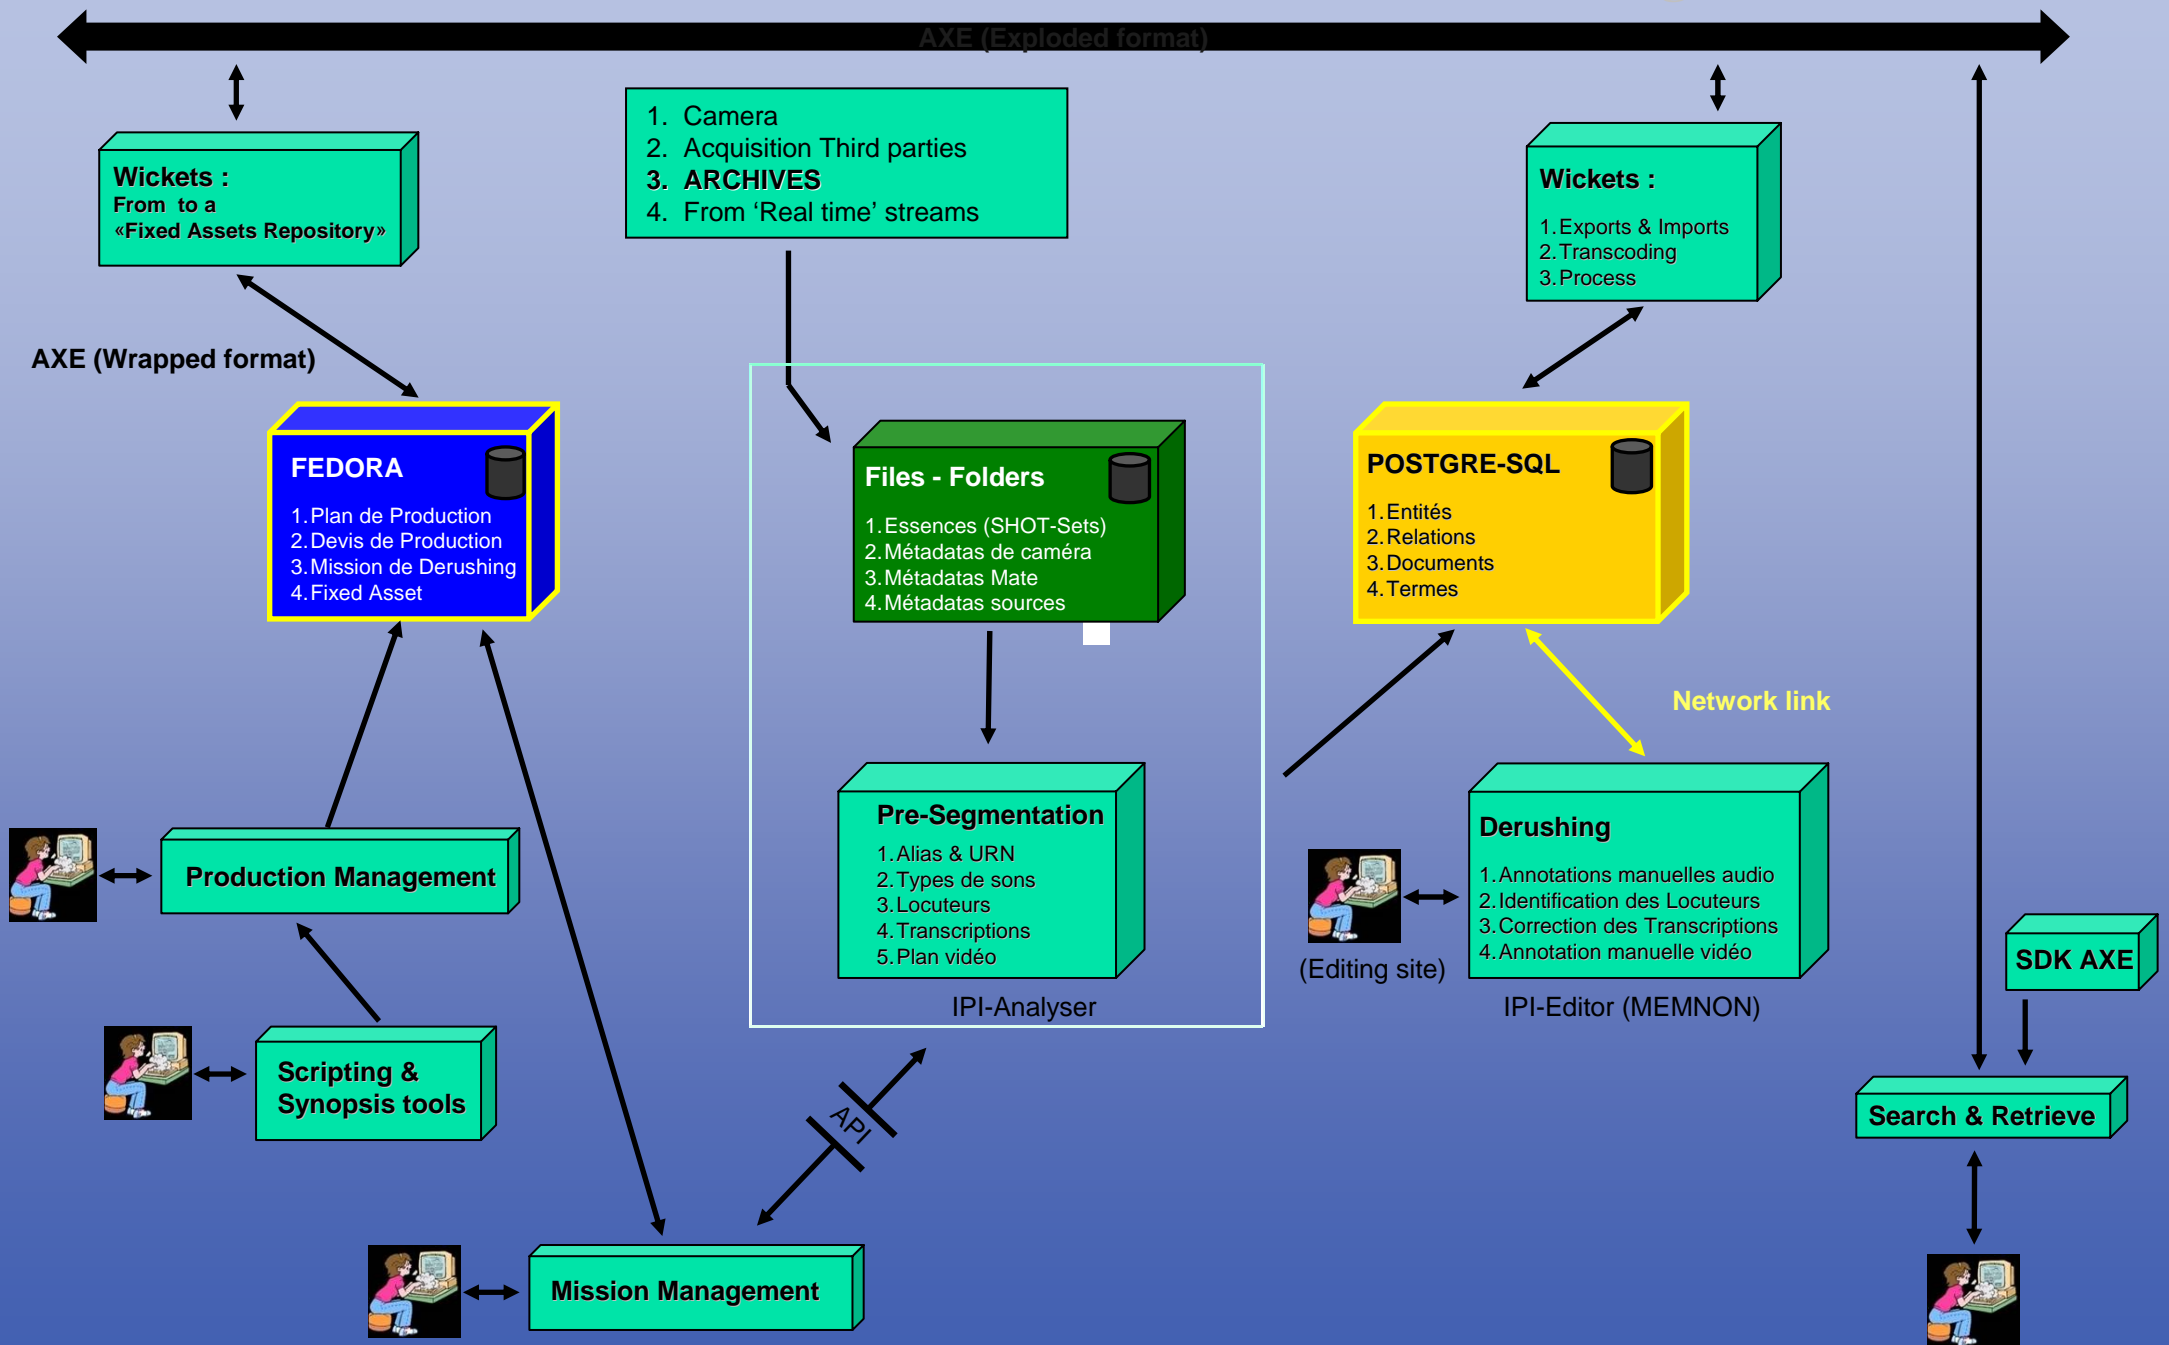 AXE (Exploded format)
Wickets :
From  to a
«Fixed Assets Repository»
1. Camera
2. Acquisition Third parties
3. ARCHIVES
4. From ‘Real time’ streams
Wickets :
1.Exports & Imports
2.Transcoding
3.Process
AXE (Wrapped format)
FEDORA
1.Plan de Production
2.Devis de Production
3.Mission de Derushing
4.Fixed Asset
Files - Folders
1.Essences (SHOT-Sets)
2.Métadatas de caméra
3.Métadatas Mate
4.Métadatas sources
POSTGRE-SQL
1.Entités
2.Relations
3.Documents
4.Termes
Network link
Pre-Segmentation
1.Alias & URN
2.Types de sons
3.Locuteurs
4.Transcriptions
5.Plan vidéo
IPI-Analyser
Derushing
1.Annotations manuelles audio
2.Identification des Locuteurs
3.Correction des Transcriptions
4.Annotation manuelle vidéo
(Editing site)
IPI-Editor (MEMNON)
Production Management
SDK AXE
Scripting &
Synopsis tools
API
Search & Retrieve
Mission Management